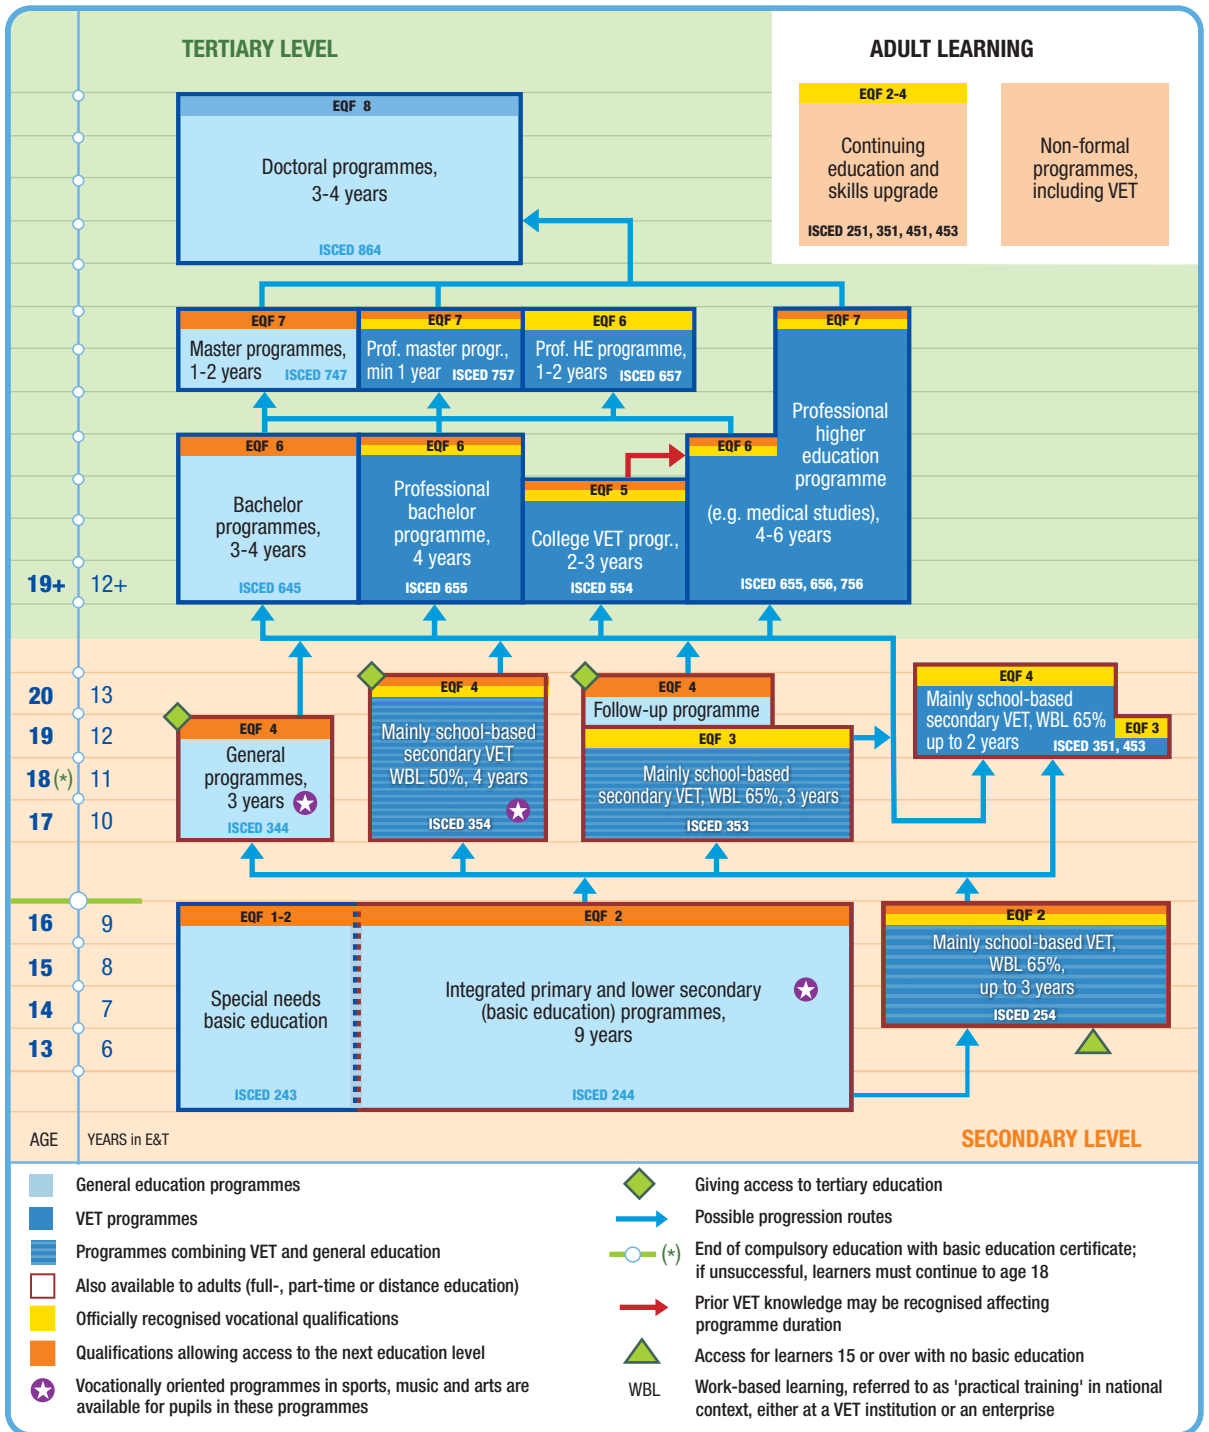 TERTIARY LEVEL
ADULT LEARNING
EQF 2-4
Continuing
education and
skills upgrade
ISCED 251, 351, 451, 453
Non-formal
programmes,
including VET
EQF 8
Doctoral programmes,
3-4 years
ISCED 864
EQF 7
Master programmes,
1-2 years ISCED 747
EQF 7
Prof. master progr.,
min 1 year ISCED 757
EQF 6
Prof. HE programme,
1-2 years ISCED 657
EQF 7
EQF 6
Professional
higher
education
programme
(e.g. medical studies),
4-6 years
ISCED 655, 656, 756
EQF 6
Bachelor
programmes,
3-4 years
ISCED 645
EQF 6
Professional
bachelor
programme,
4 years
ISCED 655
EQF 5
College VET progr.,
2-3 years
ISCED 554
19+ 12+
20 13
19 12
18 (*) 11
17 10
EQF 4
General
programmes,
3 years
ISCED 344
EQF 4
Mainly school-based
secondary VET
WBL 50%, 4 years
ISCED 354
EQF 4
Follow-up programme
EQF 3
Mainly school-based
secondary VET, WBL 65%, 3 years
ISCED 353
EQF 4
Mainly school-based
secondary VET, WBL 65%
up to 2 years ISCED 351, 453
EQF 3
16 9
15 8
14 7
13 6
EQF 1-2
Special needs
basic education
ISCED 243
EQF 2
Integrated primary and lower secondary
(basic education) programmes,
9 years
ISCED 244
EQF 2
Mainly school-based VET,
WBL 65%,
up to 3 years
ISCED 254
AGE YEARS in E&T
SECONDARY LEVEL
General education programmes
VET programmes
Programmes combining VET and general education
Also available to adults (full-, part-time or distance education)
Officially recognised vocational qualifications
Qualifications allowing access to the next education level
Vocationally oriented programmes in sports, music and arts are
available for pupils in these programmes
Giving access to tertiary education
Possible progression routes
(*) End of compulsory education with basic education certificate;
if unsuccessful, learners must continue to age 18
Prior VET knowledge may be recognised affecting
programme duration
Access for learners 15 or over with no basic education
WBL Work-based learning, referred to as 'practical training' in national
context, either at a VET institution or an enterprise